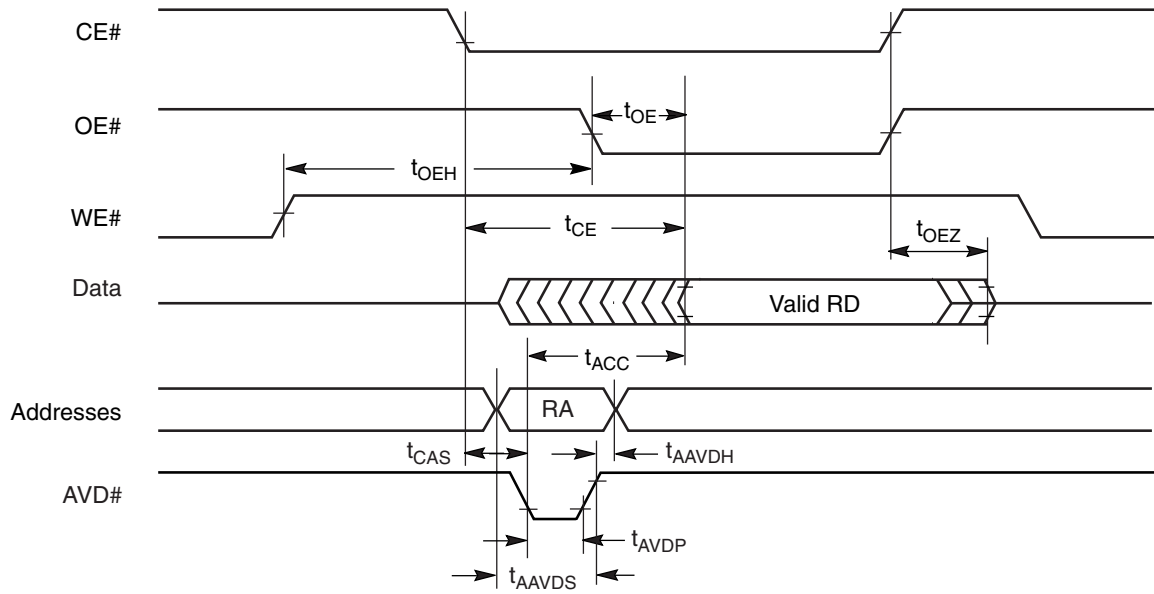 CE#
OE#
tOE
tOEH
WE#
tCE
tOEZ
Data
Valid RD
tACC
Addresses
RA
tCAS
tAAVDH
AVD#
tAVDP
tAAVDS